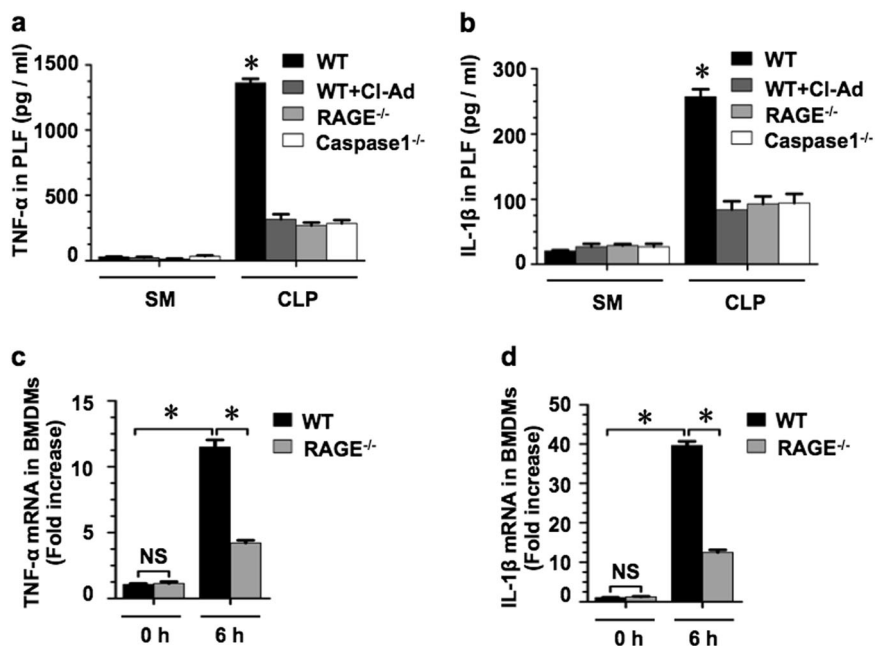 a
TNF-α in PLF (pg / ml)
1500
1000
500
0
*
WT
WT+Cl-Ad
RAGE-/-
Caspase1-/-
SM
CLP
b
IL-1β in PLF (pg / ml)
300
200
100
0
*
WT
WT+Cl-Ad
RAGE-/-
Caspase1-/-
SM
CLP
c
TNF-α mRNA in BMDMs
(Fold increase)
15
10
5
0
NS
*
*
WT
RAGE-/-
0 h
6 h
d
IL-1β mRNA in BMDMs
(Fold increase)
50
40
30
20
10
0
NS
*
*
WT
RAGE-/-
0 h
6 h